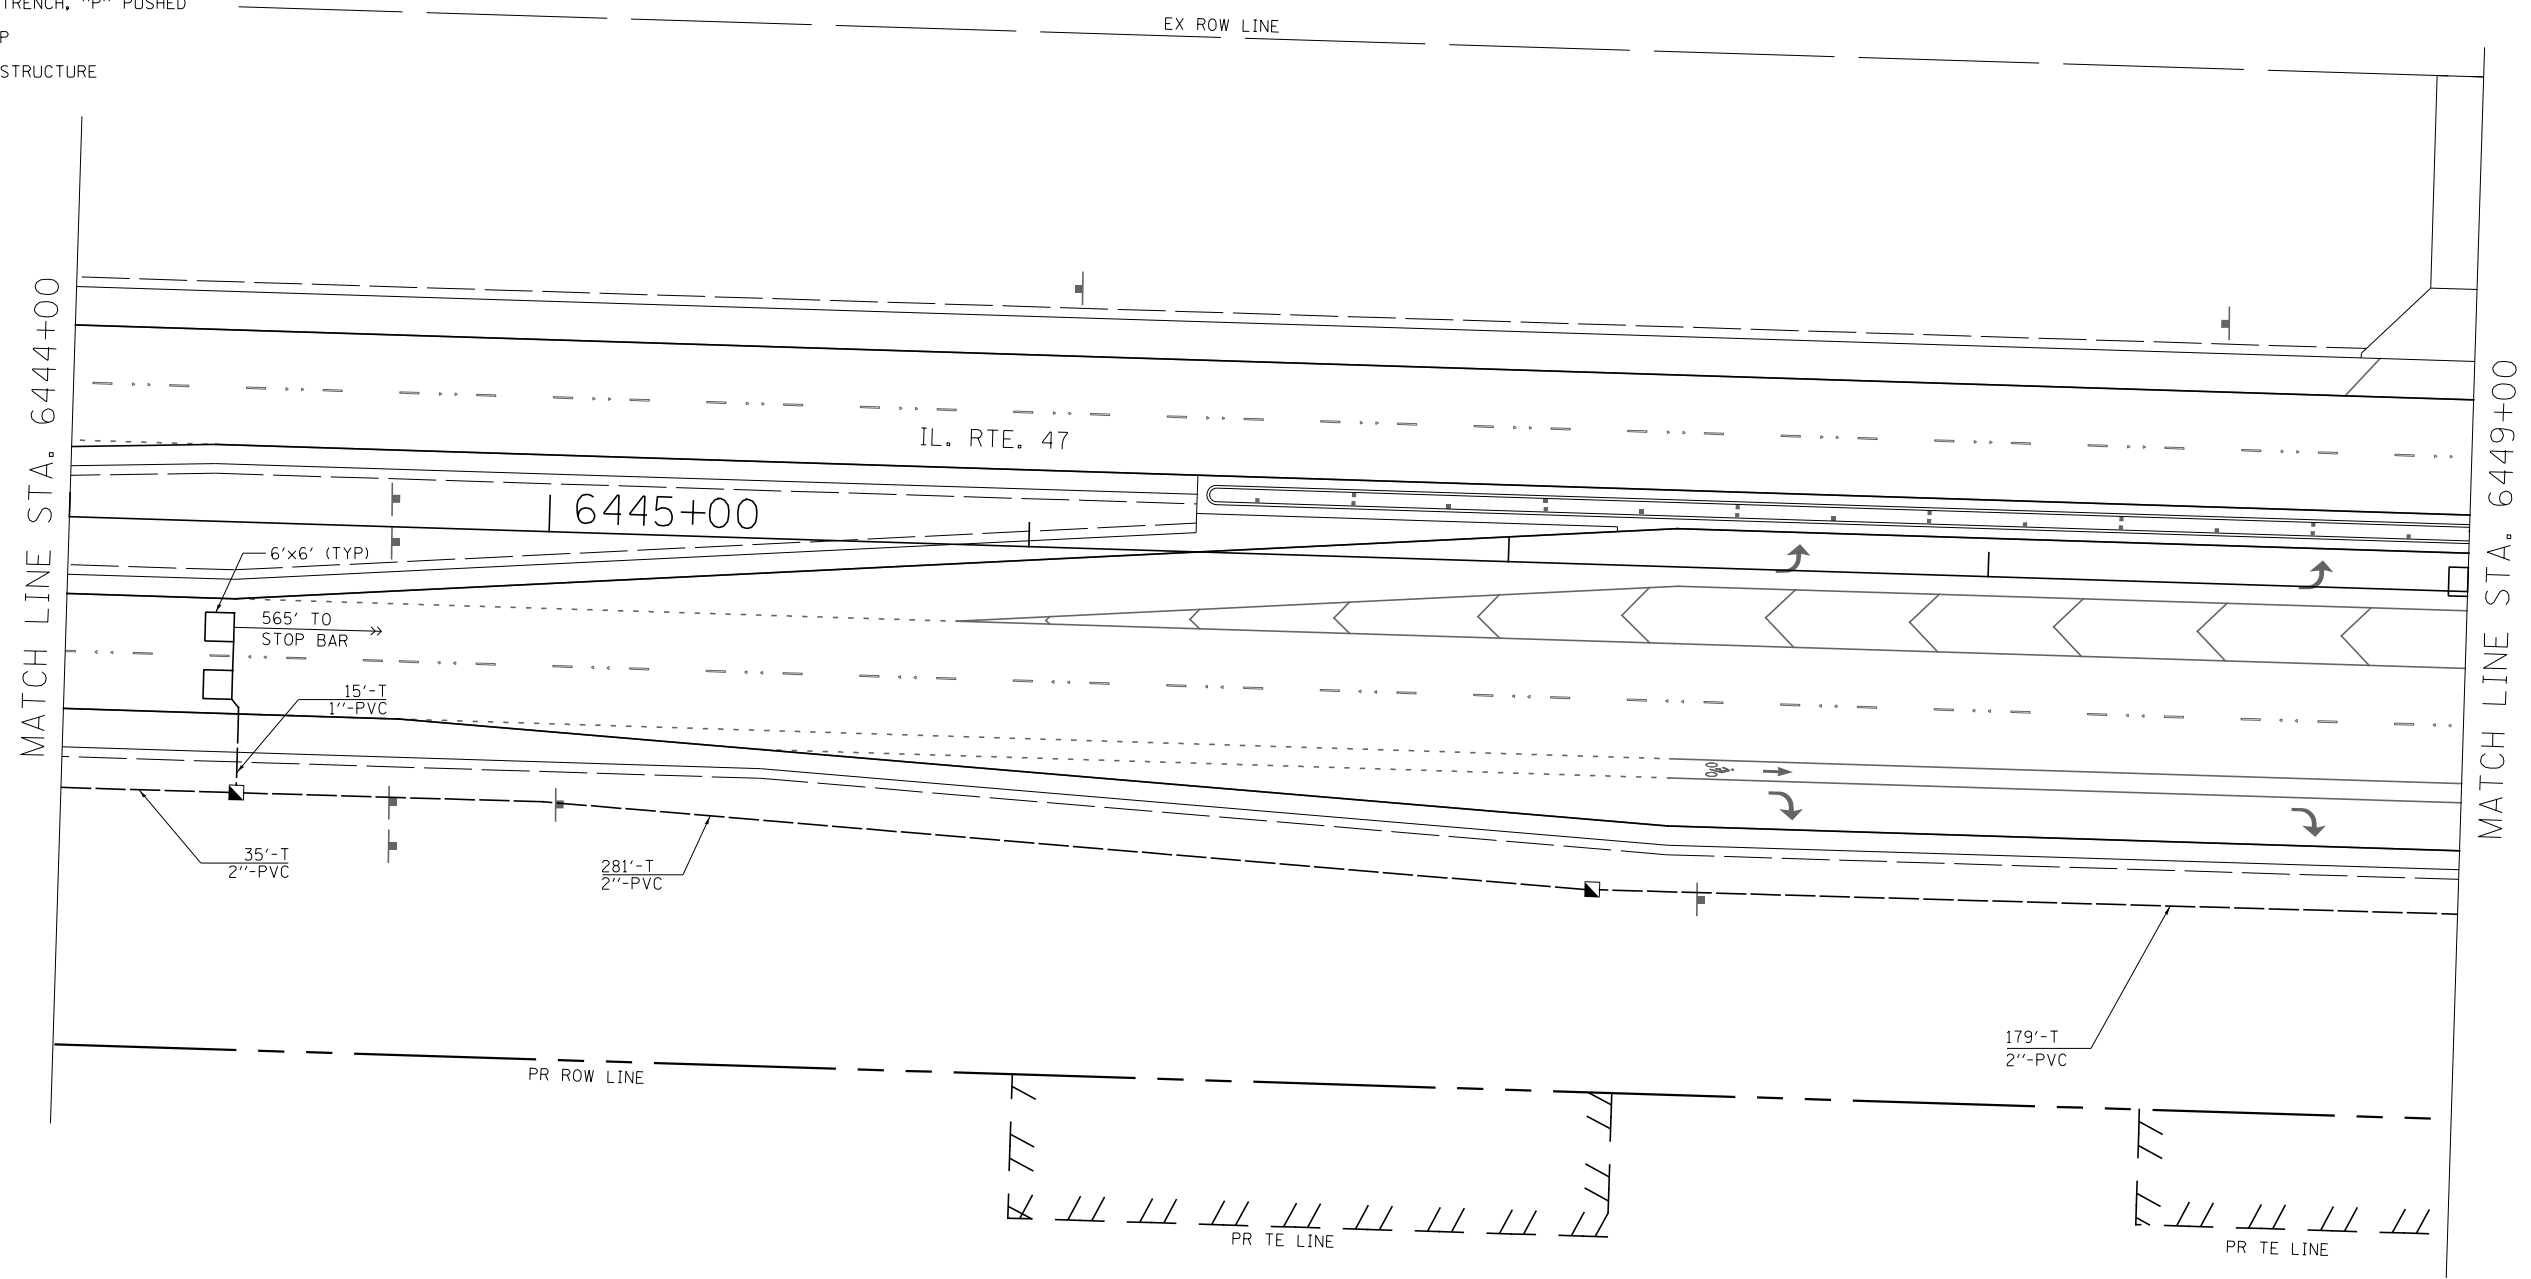 TRENCH, "P" PUSHED
P
STRUCTURE
EX ROW LINE
MATCH LINE STA. 6444+00
IL. RTE. 47
6445+00
6'x6' (TYP)
565' TO
STOP BAR
15'-T
1''-PVC
35'-T
2''-PVC
281'-T
2''-PVC
179'-T
2''-PVC
MATCH LINE STA. 6449+00
PR ROW LINE
PR TE LINE
PR TE LINE